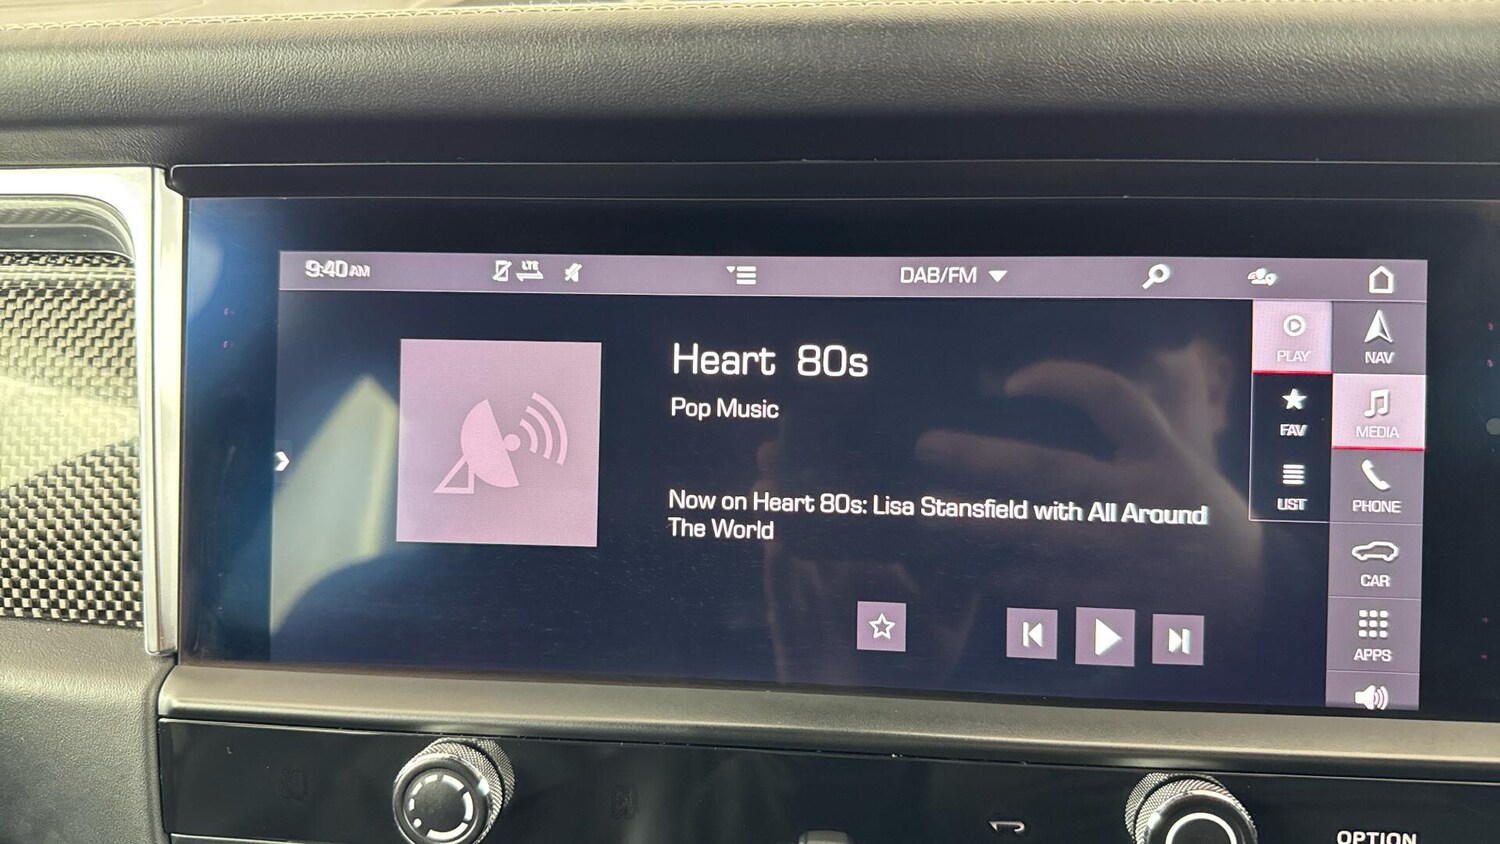 9:40 AM
LTE
DAB/FM
PLAY
NAV
Heart 80s
Pop Music
FAV
MEDIA
LIST
PHONE
Now on Heart 80s: Lisa Stansfield with All Around
The World
CAR
APPS
OPTION